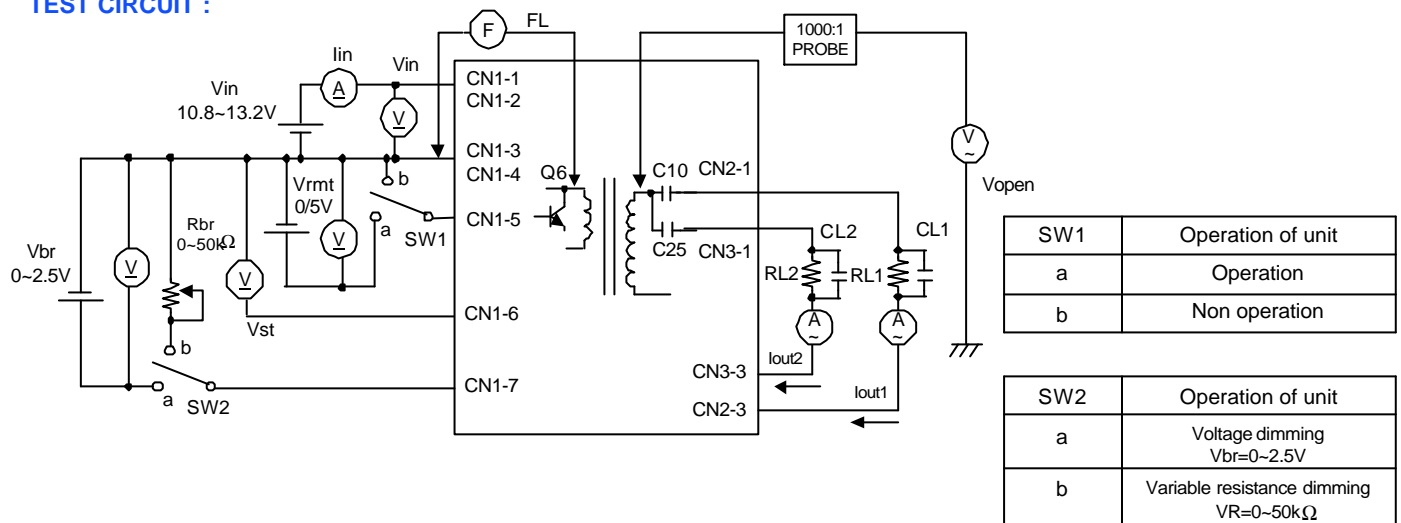 TEST CIRCUIT :
F
FL
1000:1
PROBE
Iin
Vin
A
Vin
10.8~13.2V
V
CN1-1
CN1-2
CN1-3
CN1-4
CN1-5
CN1-6
CN1-7
Vrmt
0/5V
b
a
SW1
V
Rbr
0~50kΩ
Vbr
0~2.5V
V
V
Vst
b
a
SW2
Q6
C10
C25
CN2-1
CN3-1
CL2
CL1
RL2
RL1
A
~
A
~
Iout2
Iout1
CN3-3
CN2-3
V
~
Vopen
SW1 Operation of unit
a Operation
b Non operation
SW2 Operation of unit
a Voltage dimming
Vbr=0~2.5V
b Variable resistance dimming
VR=0~50kΩ